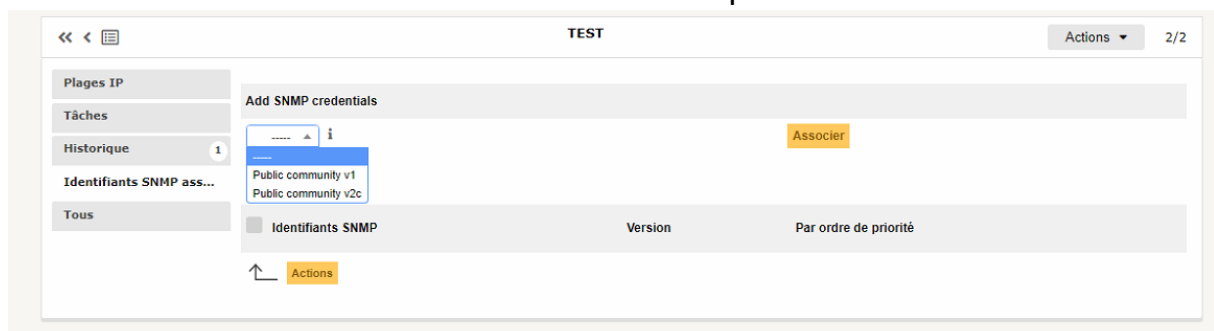 TEST
Actions
2/2
Plages IP
Tâches
Historique 1
Identifiants SNMP ass...
Tous
Add SNMP credentials
-----
Associer
-----
Public community v1
Public community v2c
Identifiants SNMP Version Par ordre de priorité
Actions